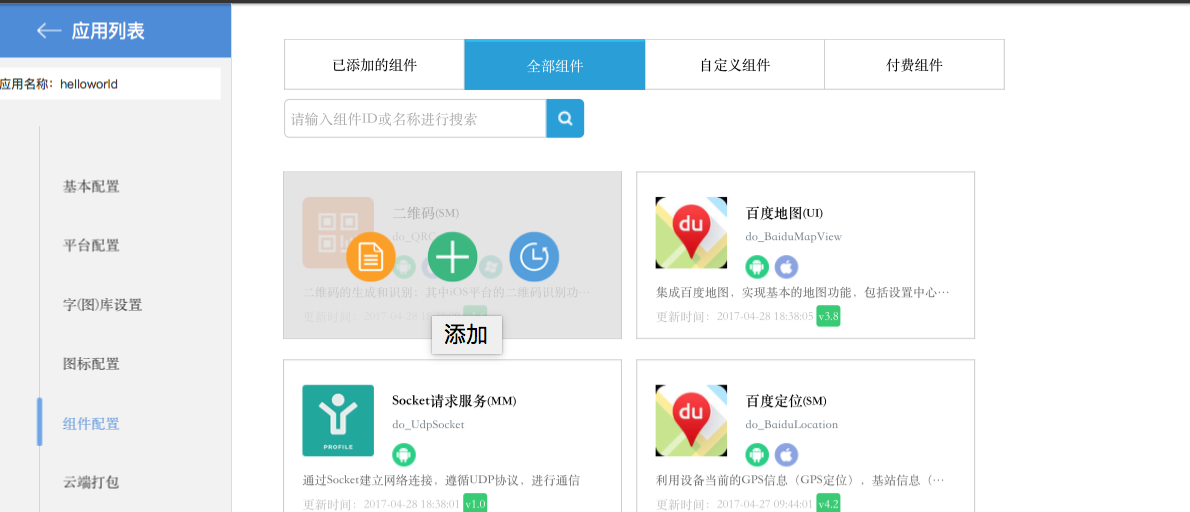 应用列表
应用名称：helloworld
基本配置
平台配置
字(图)库设置
图标配置
组件配置
云端打包
已添加的组件 全部组件 自定义组件 付费组件
请输入组件ID或名称进行搜索
二维码(SM)
do_QRC
二维码的生成和识别：其中iOS平台的二维码识别功···
更新时间：2017-04-28
添加
du
百度地图(UI)
do_BaiduMapView
集成百度地图，实现基本的地图功能，包括设置中心···
更新时间：2017-04-28 18:38:05 v3.8
PROFILE
Socket请求服务(MM)
do_UdpSocket
通过Socket建立网络连接，遵循UDP协议，进行通信
更新时间：2017-04-28 18:38:01 v1.0
du
百度定位(SM)
do_BaiduLocation
利用设备当前的GPS信息（GPS定位），基站信息（···
更新时间：2017-04-27 09:44:01 v4.2